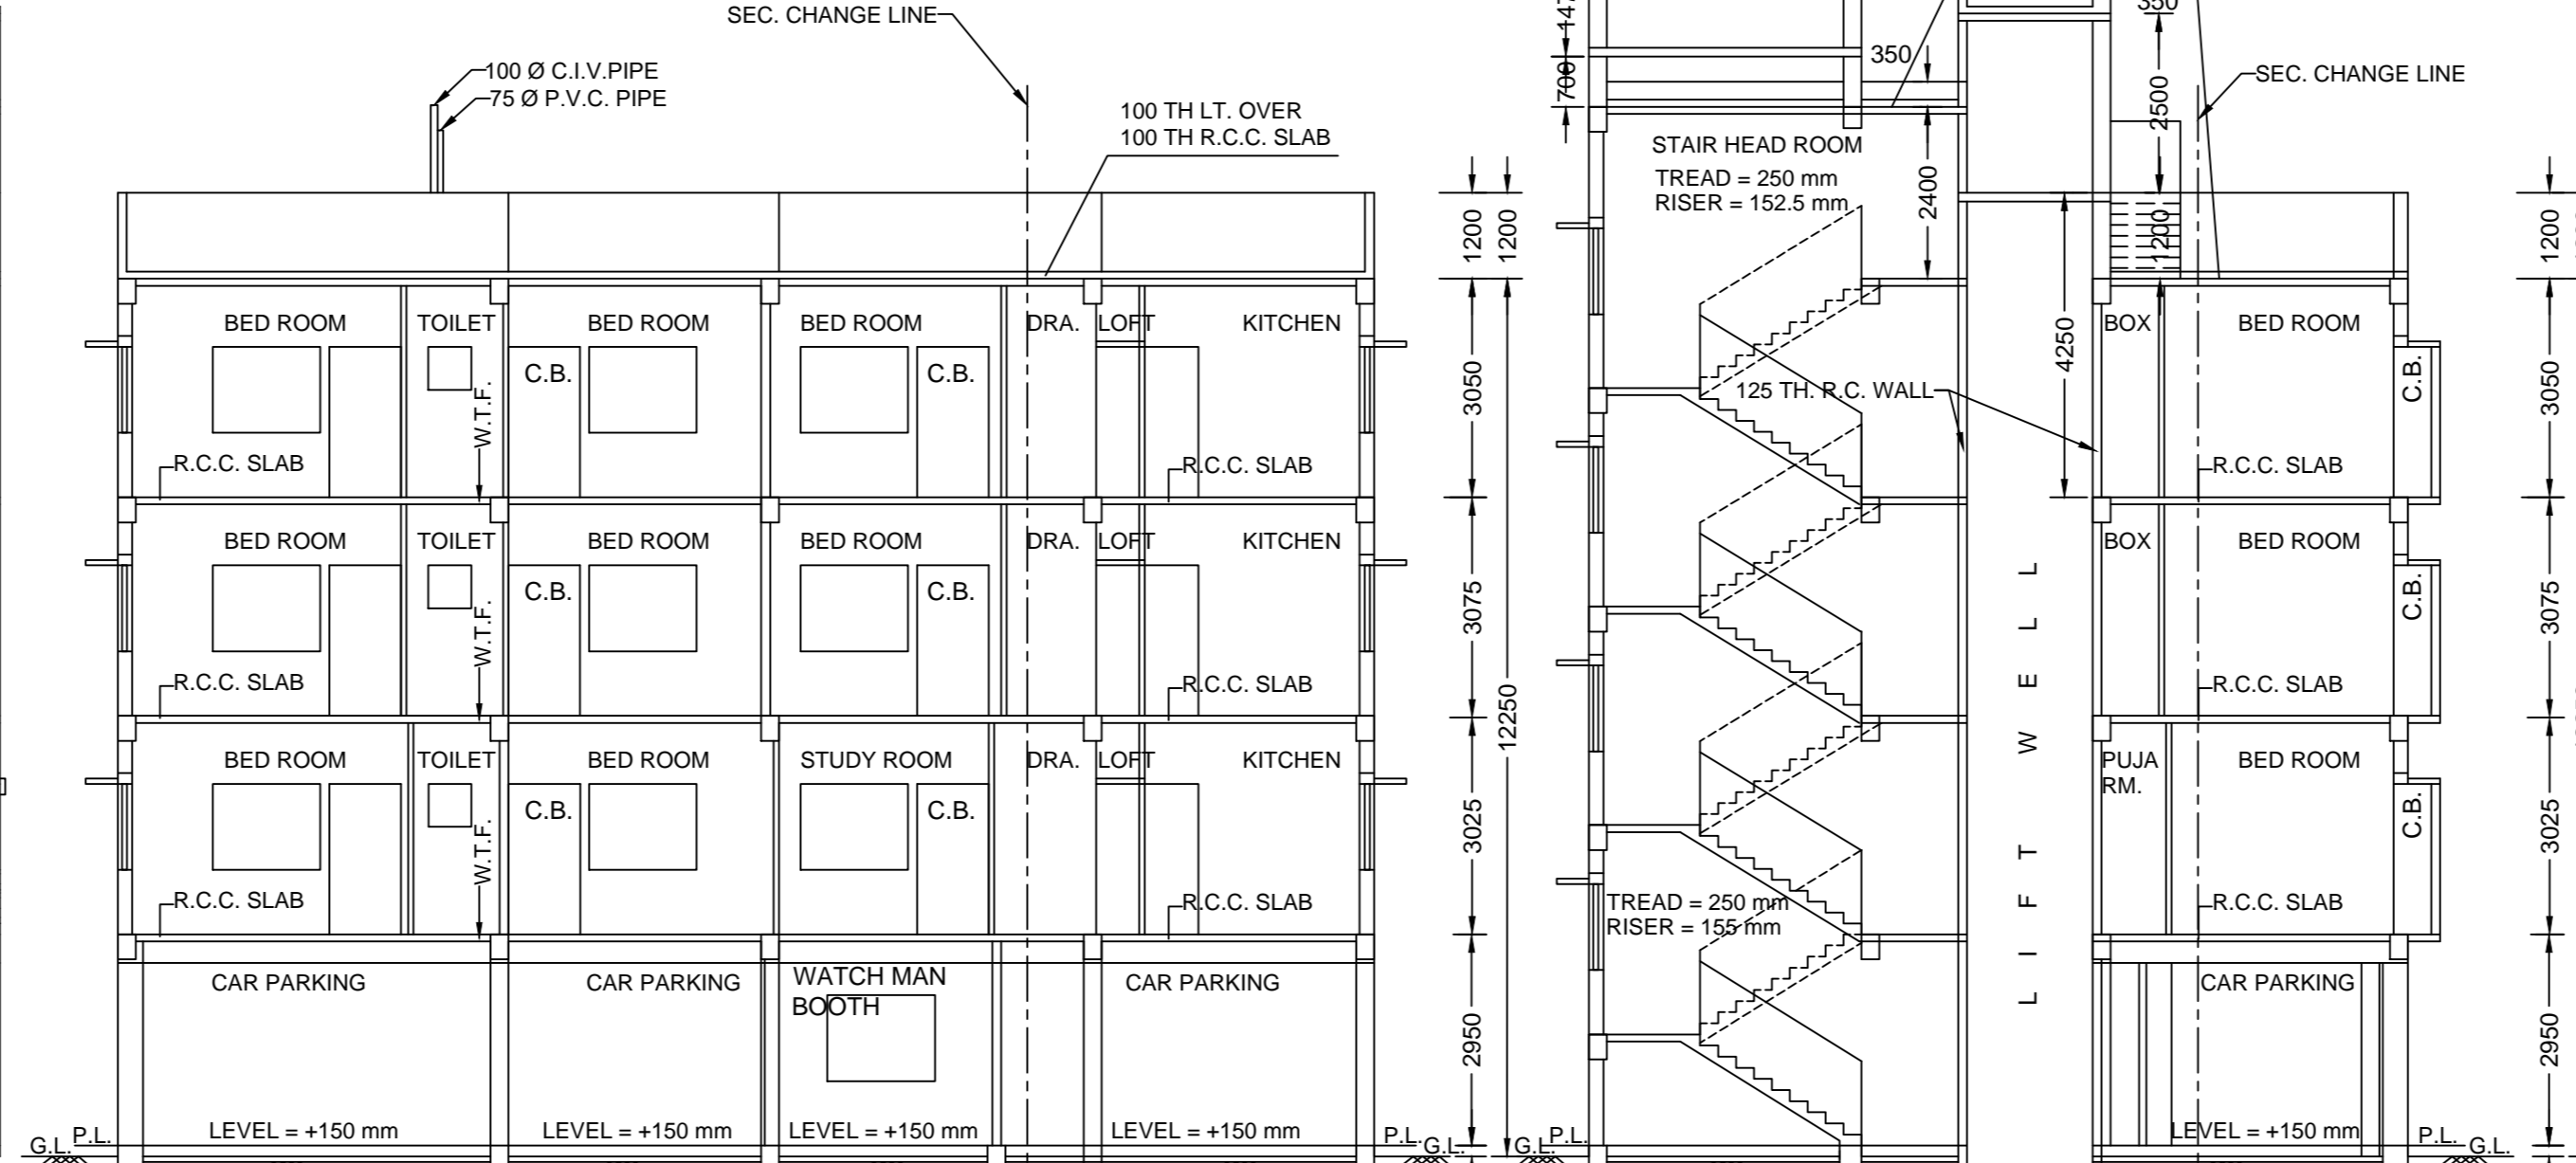 SEC. CHANGE LINE
100 Ø C.I.V.PIPE
75 Ø P.V.C. PIPE
100 TH LT. OVER
100 TH R.C.C. SLAB
1200
1200
BED ROOM
TOILET
BED ROOM
BED ROOM
DRA.
LOFT
KITCHEN
C.B.
C.B.
W.T.F.
R.C.C. SLAB
R.C.C. SLAB
3050
BED ROOM
TOILET
BED ROOM
BED ROOM
DRA.
LOFT
KITCHEN
C.B.
C.B.
W.T.F.
R.C.C. SLAB
R.C.C. SLAB
3075
BED ROOM
TOILET
BED ROOM
STUDY ROOM
DRA.
LOFT
KITCHEN
C.B.
C.B.
W.T.F.
R.C.C. SLAB
R.C.C. SLAB
3025
12250
CAR PARKING
CAR PARKING
WATCH MAN
BOOTH
CAR PARKING
2950
LEVEL = +150 mm
LEVEL = +150 mm
LEVEL = +150 mm
LEVEL = +150 mm
G.L.
P.L.
P.L.
G.L.
700
350
350
2500
SEC. CHANGE LINE
STAIR HEAD ROOM
TREAD = 250 mm
RISER = 152.5 mm
2400
1200
1200
4250
125 TH. R.C. WALL
BOX
BED ROOM
C.B.
R.C.C. SLAB
3050
BOX
BED ROOM
C.B.
R.C.C. SLAB
3075
LIFT WELL
PUJA
RM.
BED ROOM
C.B.
R.C.C. SLAB
3025
TREAD = 250 mm
RISER = 155 mm
CAR PARKING
2950
LEVEL = +150 mm
G.L.
P.L.
P.L.
G.L.